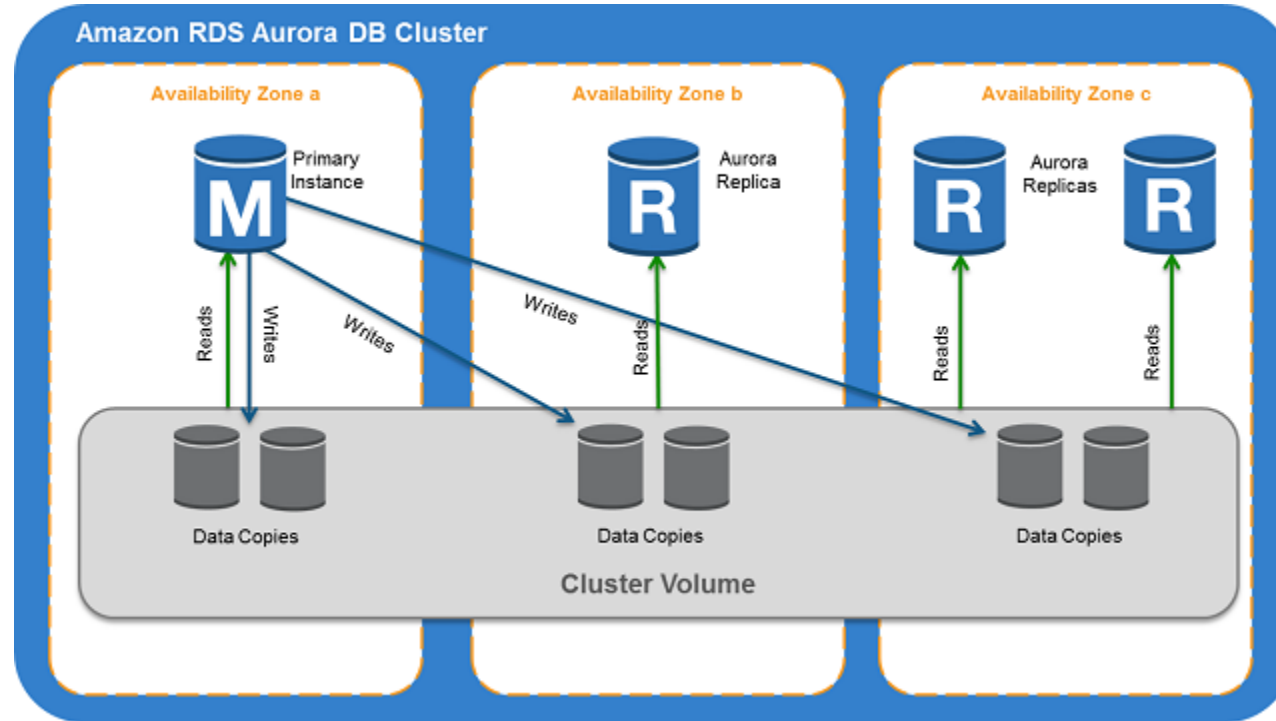 Amazon RDS Aurora DB Cluster
Availability Zone a
Availability Zone b
Availability Zone c
Primary
Instance
M
Aurora
Replica
R
Aurora
Replicas
R
R
Reads
Writes
Writes
Writes
Reads
Reads
Reads
Data Copies
Data Copies
Data Copies
Cluster Volume